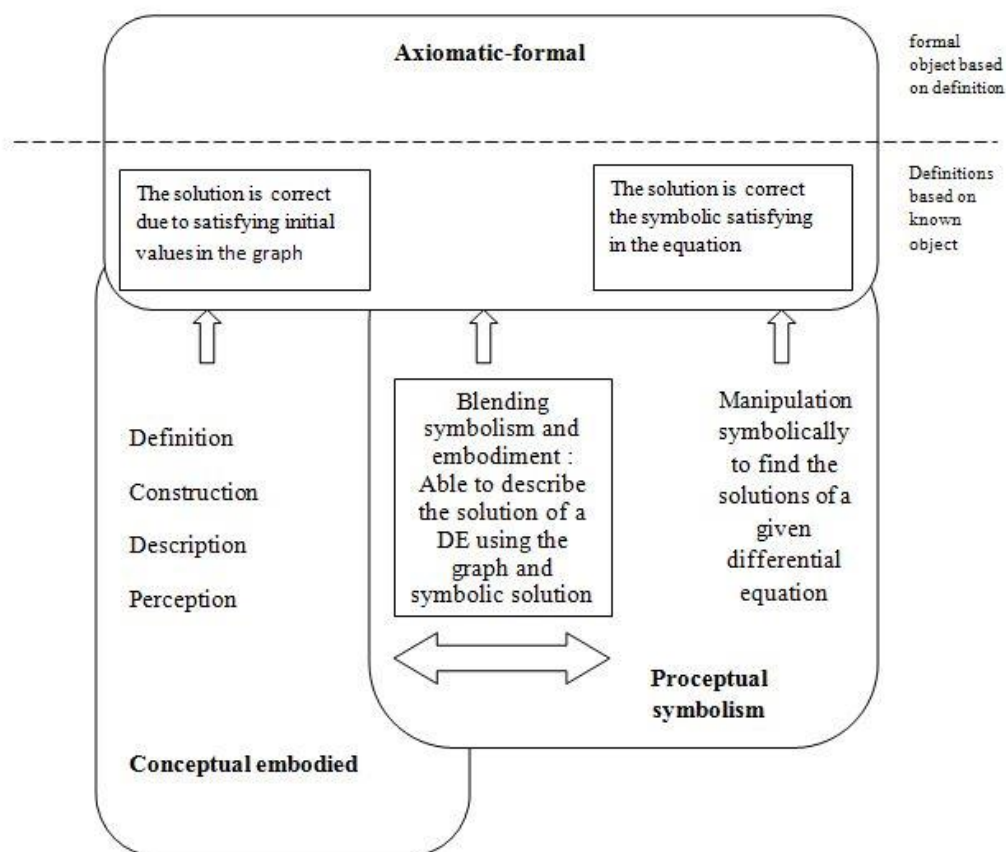 Axiomatic-formal
formal
object based
on definition
The solution is correct
due to satisfying initial
values in the graph
The solution is correct
the symbolic satisfying
in the equation
Definitions
based on
known
object
Definition
Construction
Description
Perception
Blending
symbolism and
embodiment :
Able to describe
the solution of a
DE using the
graph and
symbolic solution
Manipulation
symbolically
to find the
solutions of a
given
differential
equation
Proceptual
symbolism
Conceptual embodied